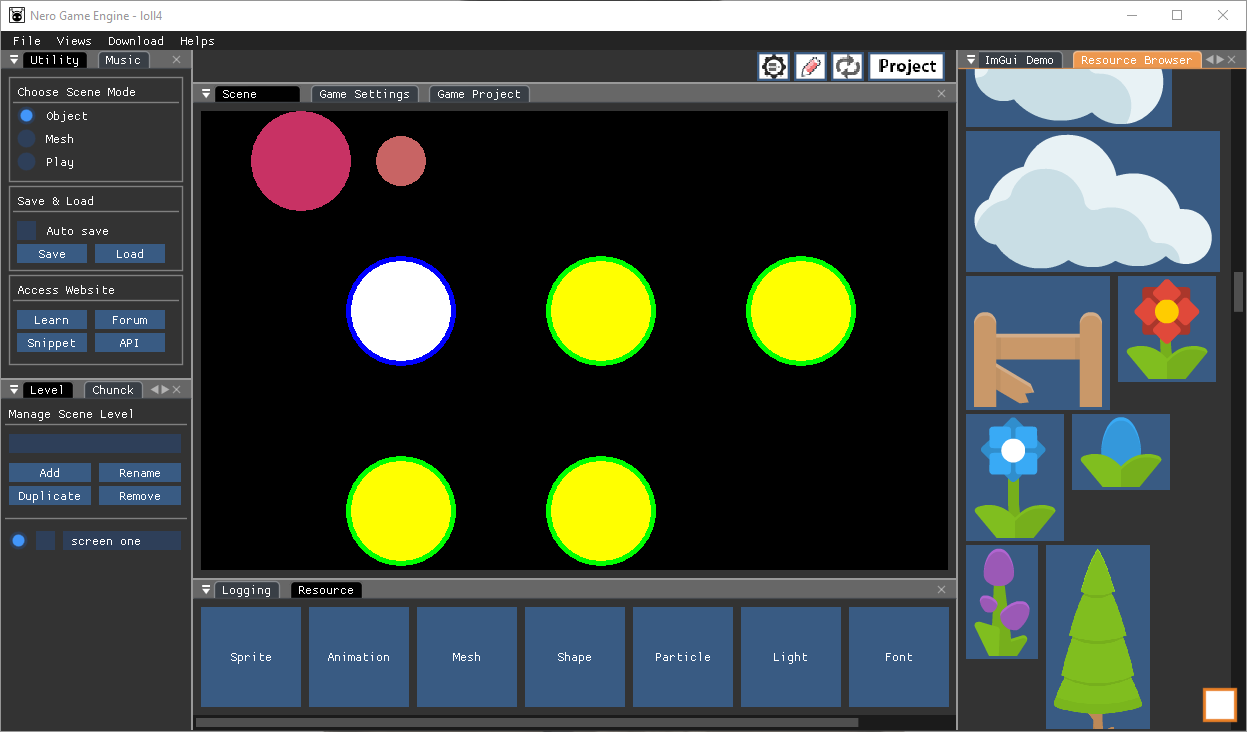 Nero Game Engine - loll4
File Views Download Helps
Utility Music
Choose Scene Mode
Object
Mesh
Play
Save & Load
Auto save
Save Load
Access Website
Learn Forum
Snippet API
Level Chunck
Manage Scene Level
Add Rename
Duplicate Remove
screen one
Project
Scene Game Settings Game Project
Logging Resource
Sprite Animation Mesh Shape Particle Light Font
ImGui Demo Resource Browser